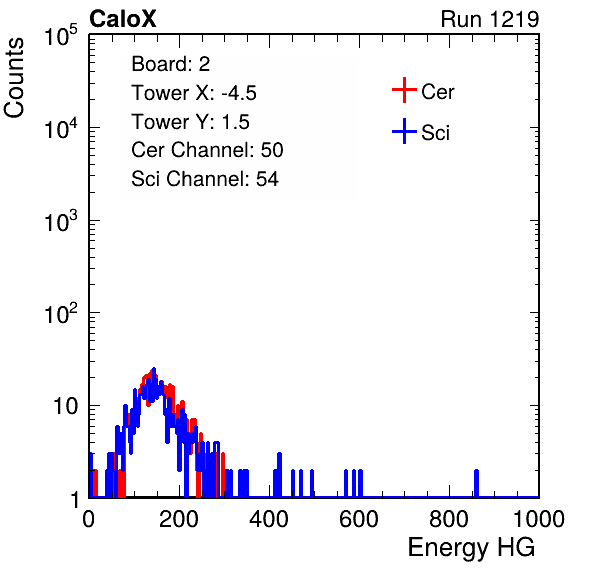 CaloX Run 1219
Counts
Board: 2
Tower X: -4.5
Tower Y: 1.5
Cer Channel: 50
Sci Channel: 54
Cer
Sci
10^5
10^4
10^3
10^2
10
1
0 200 400 600 800 1000
Energy HG